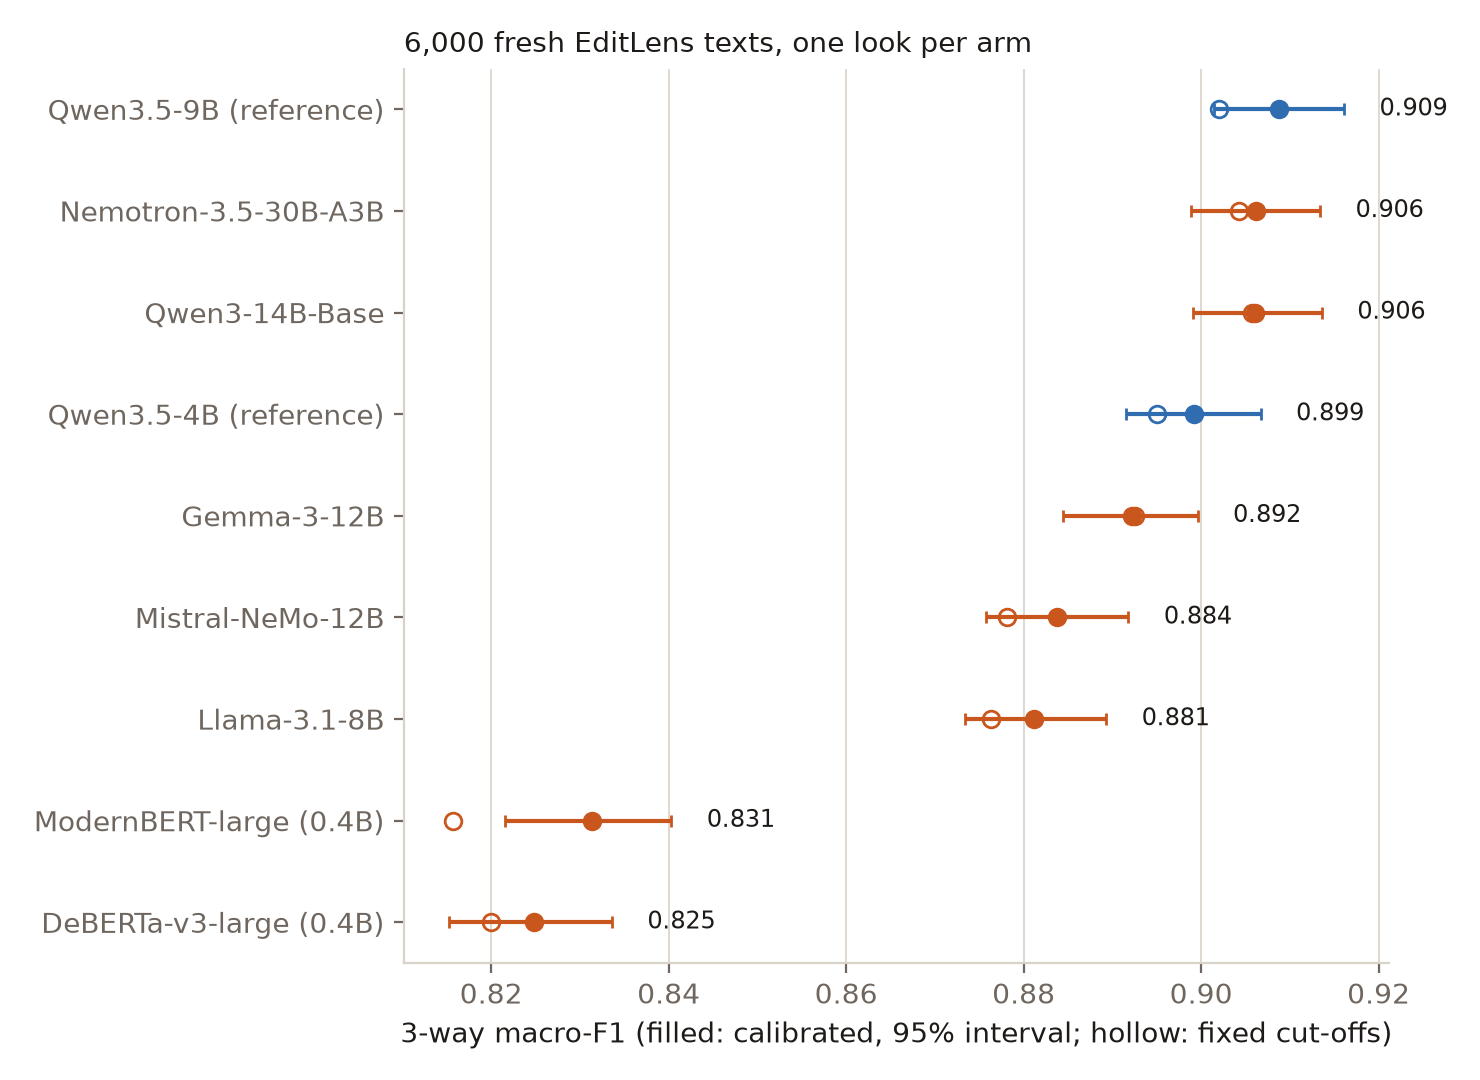 6,000 fresh EditLens texts, one look per arm
Qwen3.5-9B (reference)
0.909
Nemotron-3.5-30B-A3B
0.906
Qwen3-14B-Base
0.906
Qwen3.5-4B (reference)
0.899
Gemma-3-12B
0.892
Mistral-NeMo-12B
0.884
Llama-3.1-8B
0.881
ModernBERT-large (0.4B)
0.831
DeBERTa-v3-large (0.4B)
0.825
0.82 0.84 0.86 0.88 0.90 0.92
3-way macro-F1 (filled: calibrated, 95% interval; hollow: fixed cut-offs)